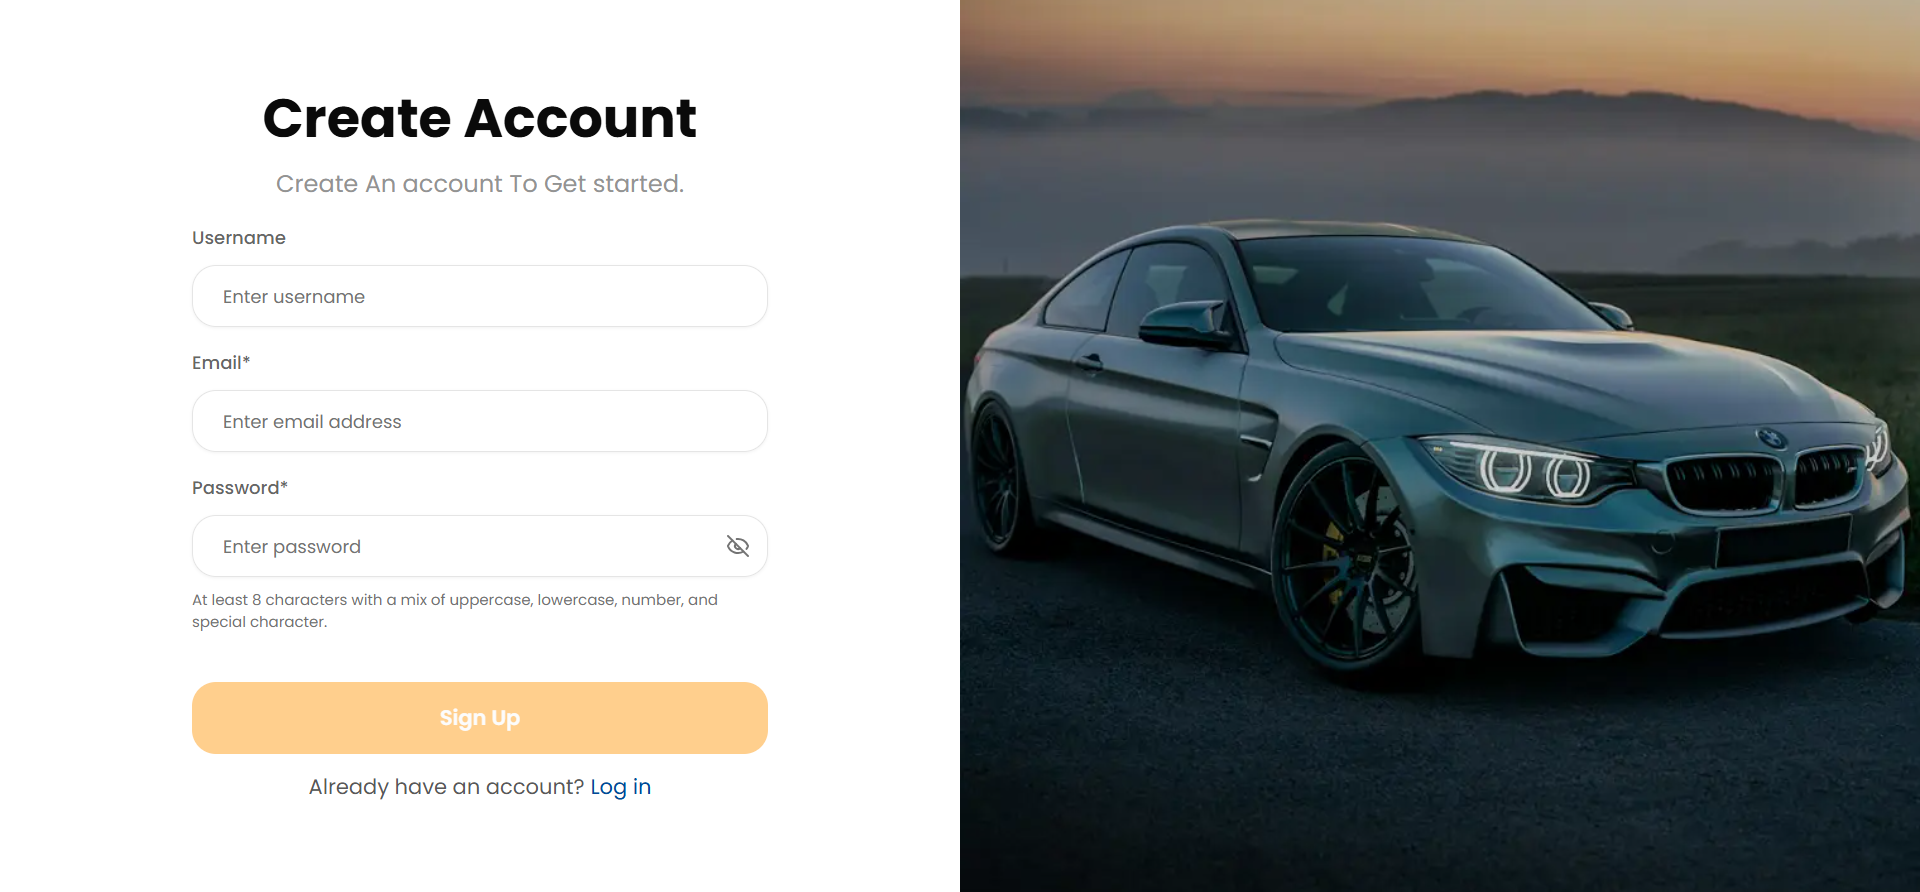 Create Account
Create An account To Get started.
Username
Enter username
Email*
Enter email address
Password*
Enter password
At least 8 characters with a mix of uppercase, lowercase, number, and
special character.
Sign Up
Already have an account? Log in